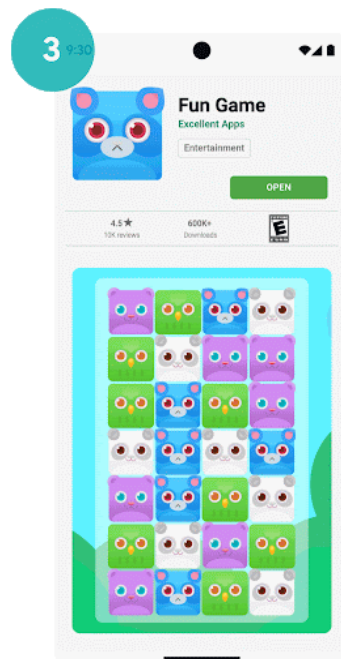 3
9:30
Fun Game
Excellent Apps
Entertainment
OPEN
4.5★
10K reviews
600K+
Downloads
E